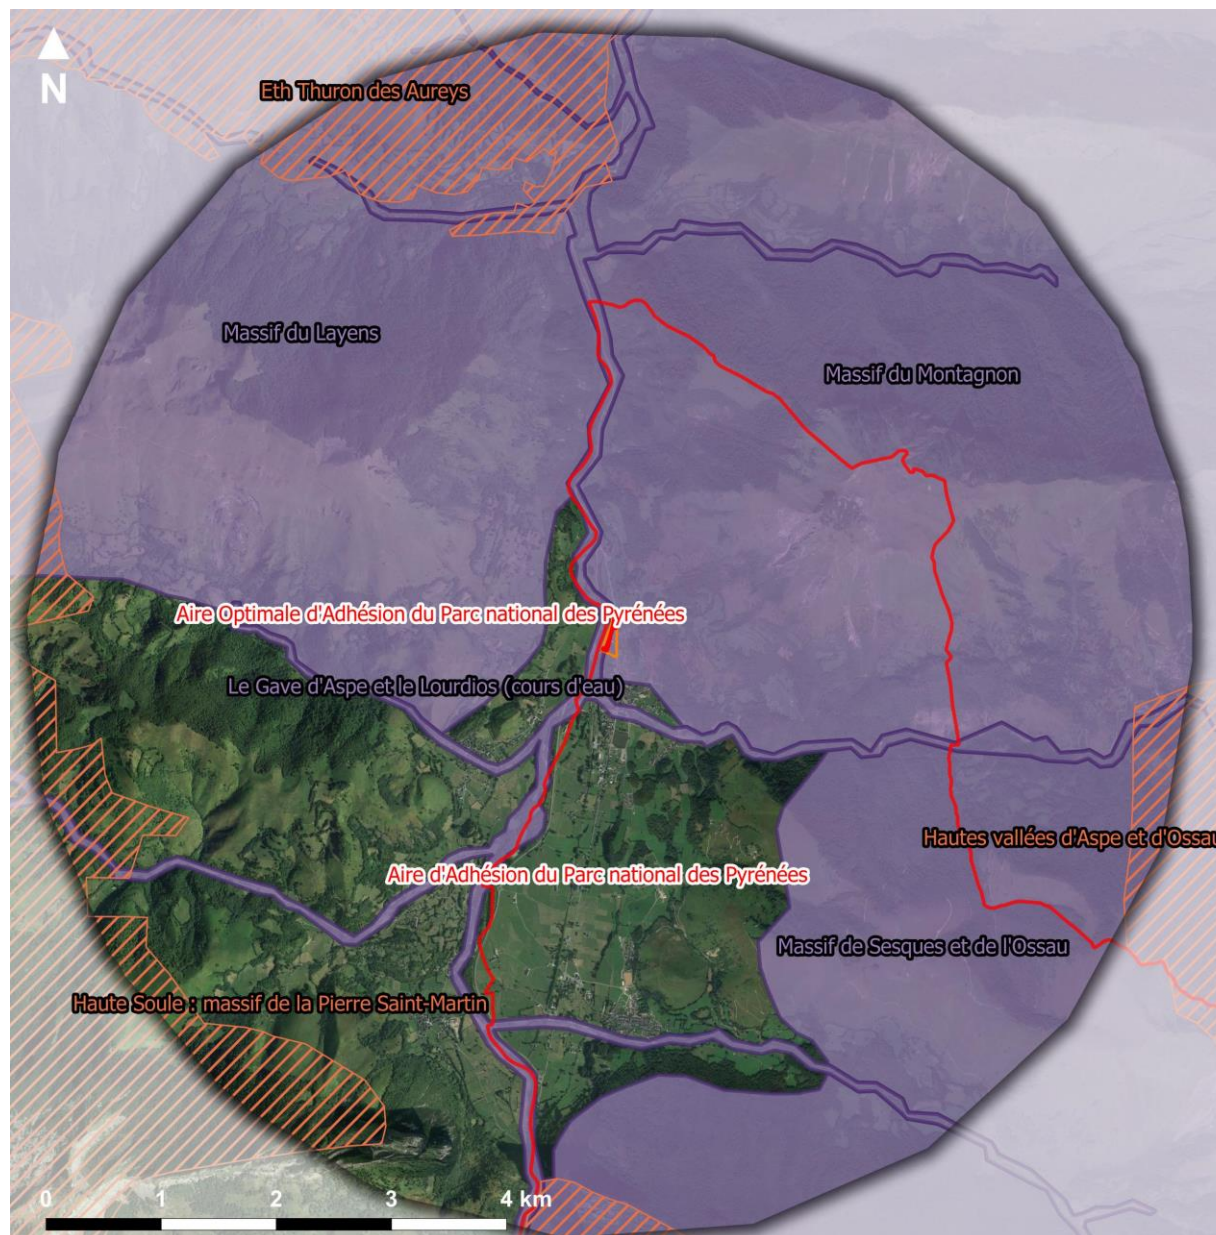 N
Eth Thuron des Aureys
Massif du Layens
Massif du Montagnon
Aire Optimale d'Adhésion du Parc national des Pyrénées
Le Gave d'Aspe et le Lourdios (cours d'eau)
Hautes vallées d'Aspe et d'Ossau
Aire d'Adhésion du Parc national des Pyrénées
Massif de Sesques et de l'Ossau
Haute Soule : massif de la Pierre Saint-Martin
0 1 2 3 4 km